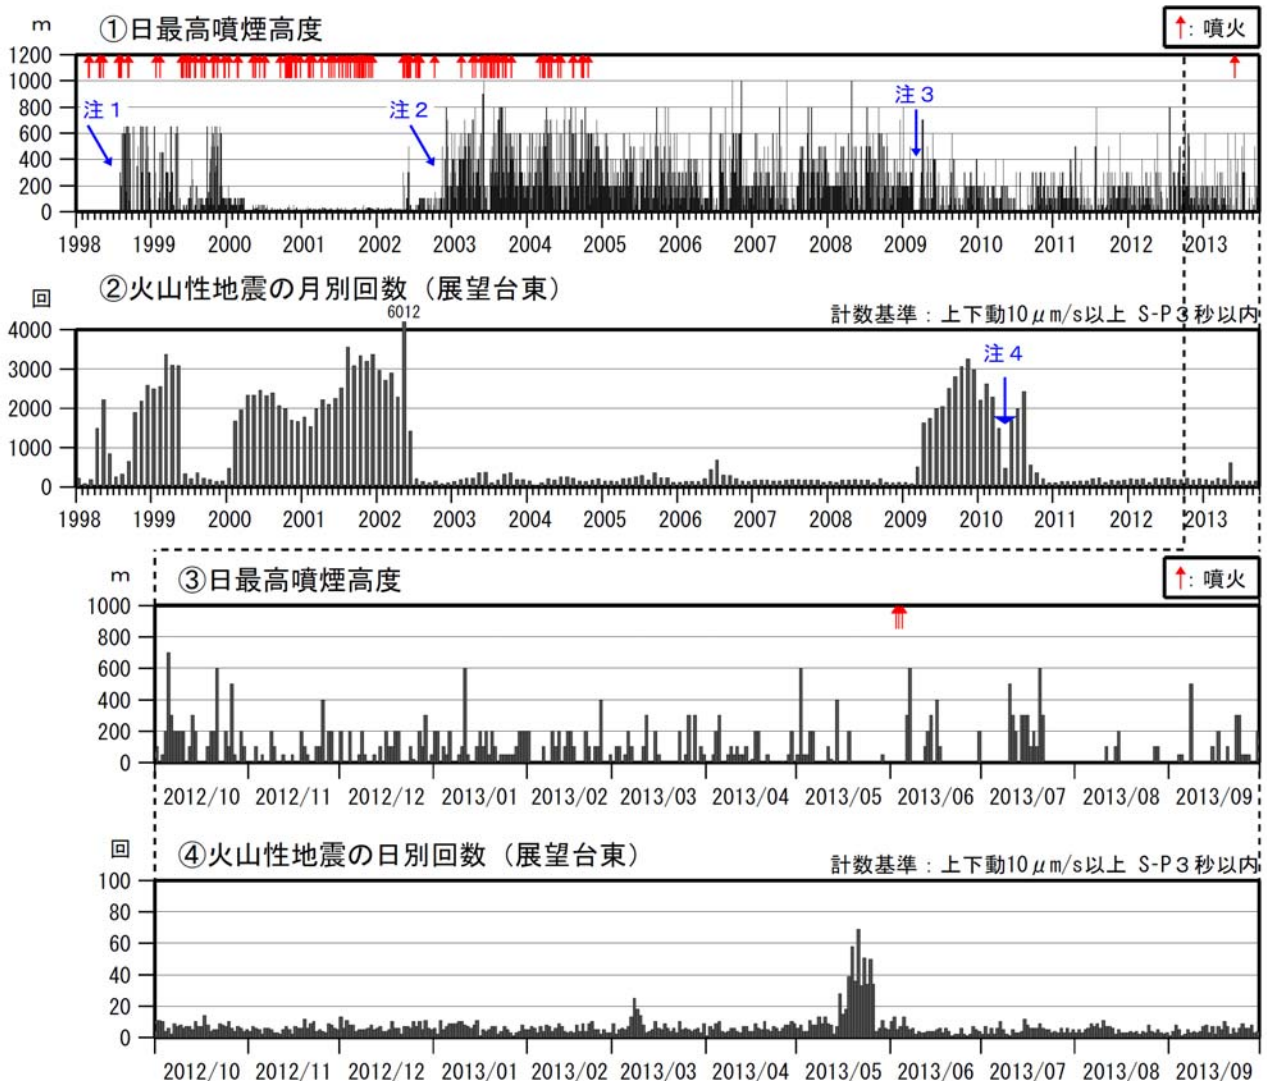 m ①日最高噴煙高度 ↑: 噴火
1200
1000
800
600
400
200
0
注1 注2 注3
1998 1999 2000 2001 2002 2003 2004 2005 2006 2007 2008 2009 2010 2011 2012 2013
回 ②火山性地震の月別回数（展望台東）
6012
計数基準：上下動10μm/s以上 S-P3秒以内
4000
3000
2000
1000
0
注4
1998 1999 2000 2001 2002 2003 2004 2005 2006 2007 2008 2009 2010 2011 2012 2013
m ③日最高噴煙高度 ↑: 噴火
1000
800
600
400
200
0
2012/10 2012/11 2012/12 2013/01 2013/02 2013/03 2013/04 2013/05 2013/06 2013/07 2013/08 2013/09
回 ④火山性地震の日別回数（展望台東）
計数基準：上下動10μm/s以上 S-P3秒以内
100
80
60
40
20
0
2012/10 2012/11 2012/12 2013/01 2013/02 2013/03 2013/04 2013/05 2013/06 2013/07 2013/08 2013/09